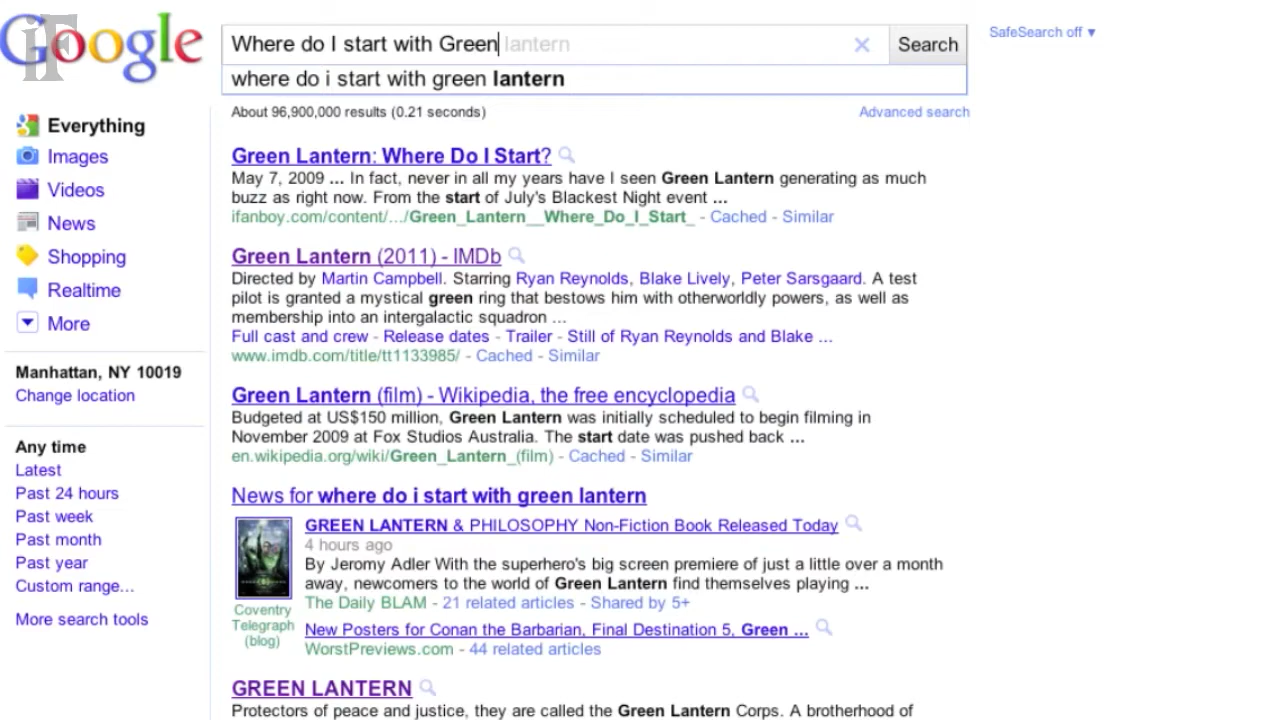 Google
iF
Where do I start with Green lantern
Search
SafeSearch off ▼
where do i start with green lantern
About 96,900,000 results (0.21 seconds)
Advanced search
Everything
Images
Videos
News
Shopping
Realtime
More
Manhattan, NY 10019
Change location
Any time
Latest
Past 24 hours
Past week
Past month
Past year
Custom range...
More search tools
Green Lantern: Where Do I Start?
May 7, 2009 ... In fact, never in all my years have I seen Green Lantern generating as much
buzz as right now. From the start of July's Blackest Night event ...
ifanboy.com/content/.../Green_Lantern__Where_Do_I_Start_ - Cached - Similar
Green Lantern (2011) - IMDb
Directed by Martin Campbell. Starring Ryan Reynolds, Blake Lively, Peter Sarsgaard. A test
pilot is granted a mystical green ring that bestows him with otherworldly powers, as well as
membership into an intergalactic squadron ...
Full cast and crew - Release dates - Trailer - Still of Ryan Reynolds and Blake ...
www.imdb.com/title/tt1133985/ - Cached - Similar
Green Lantern (film) - Wikipedia, the free encyclopedia
Budgeted at US$150 million, Green Lantern was initially scheduled to begin filming in
November 2009 at Fox Studios Australia. The start date was pushed back ...
en.wikipedia.org/wiki/Green_Lantern_(film) - Cached - Similar
News for where do i start with green lantern
GREEN LANTERN & PHILOSOPHY Non-Fiction Book Released Today
4 hours ago
By Jeromy Adler With the superhero's big screen premiere of just a little over a month
away, newcomers to the world of Green Lantern find themselves playing ...
The Daily BLAM - 21 related articles - Shared by 5+
Coventry
Telegraph
(blog)
New Posters for Conan the Barbarian, Final Destination 5, Green ...
WorstPreviews.com - 44 related articles
GREEN LANTERN
Protectors of peace and justice, they are called the Green Lantern Corps. A brotherhood of